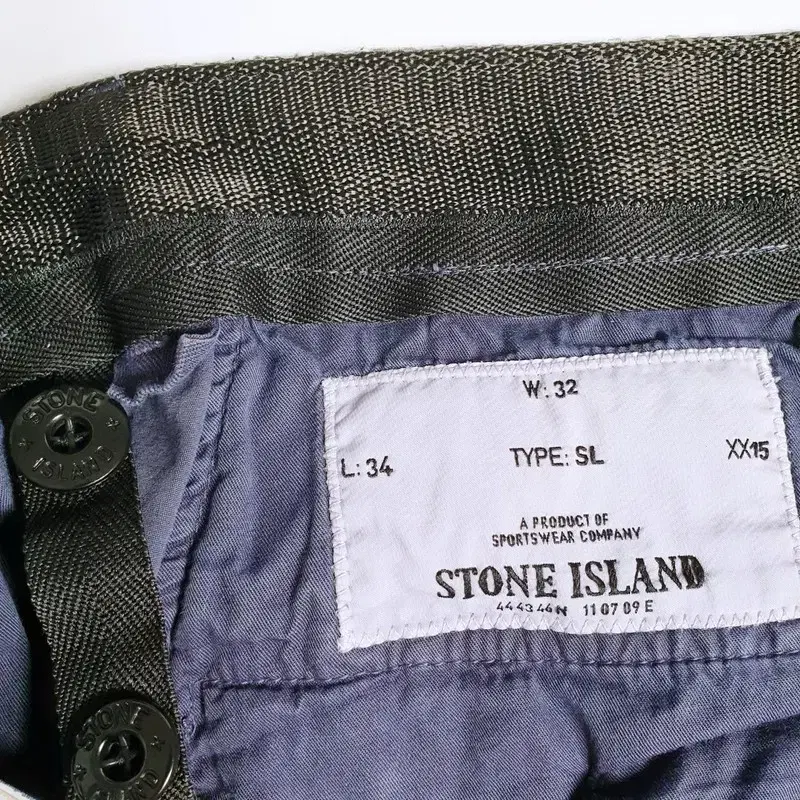 W: 32
L: 34
TYPE: SL
XX15
A PRODUCT OF
SPORTSWEAR COMPANY
STONE ISLAND
44 43 46 N 11 07 09 E
STONE
ISLAND
STONE
ISLAND